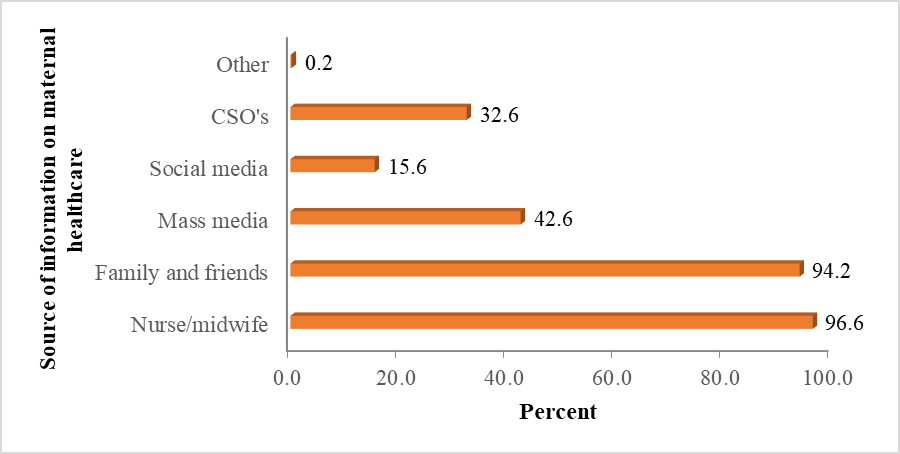 Source of information on maternal
healthcare
Other 0.2
CSO's 32.6
Social media 15.6
Mass media 42.6
Family and friends 94.2
Nurse/midwife 96.6
0.0 20.0 40.0 60.0 80.0 100.0
Percent